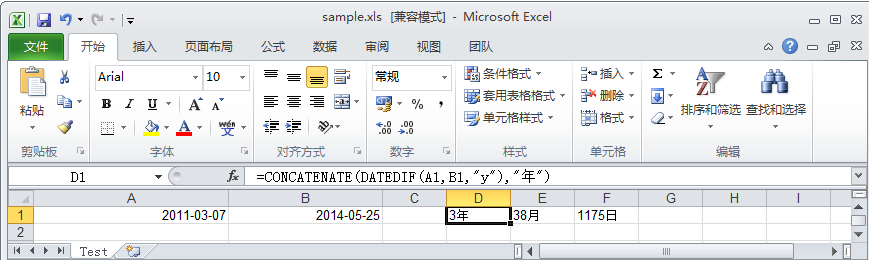 sample.xls [兼容模式] - Microsoft Excel
文件 开始 插入 页面布局 公式 数据 审阅 视图 团队
粘贴 Arial 10 常规 条件格式 插入 Σ
B I U A A 套用表格格式 删除 排序和筛选 查找和选择
A wén 文 单元格样式 格式
剪贴板 字体 对齐方式 数字 样式 单元格 编辑
D1 fx =CONCATENATE(DATEDIF(A1,B1,"y"),"年")
A B C D E F G H I
1 2011-03-07 2014-05-25 3年 38月 1175日
2
Test